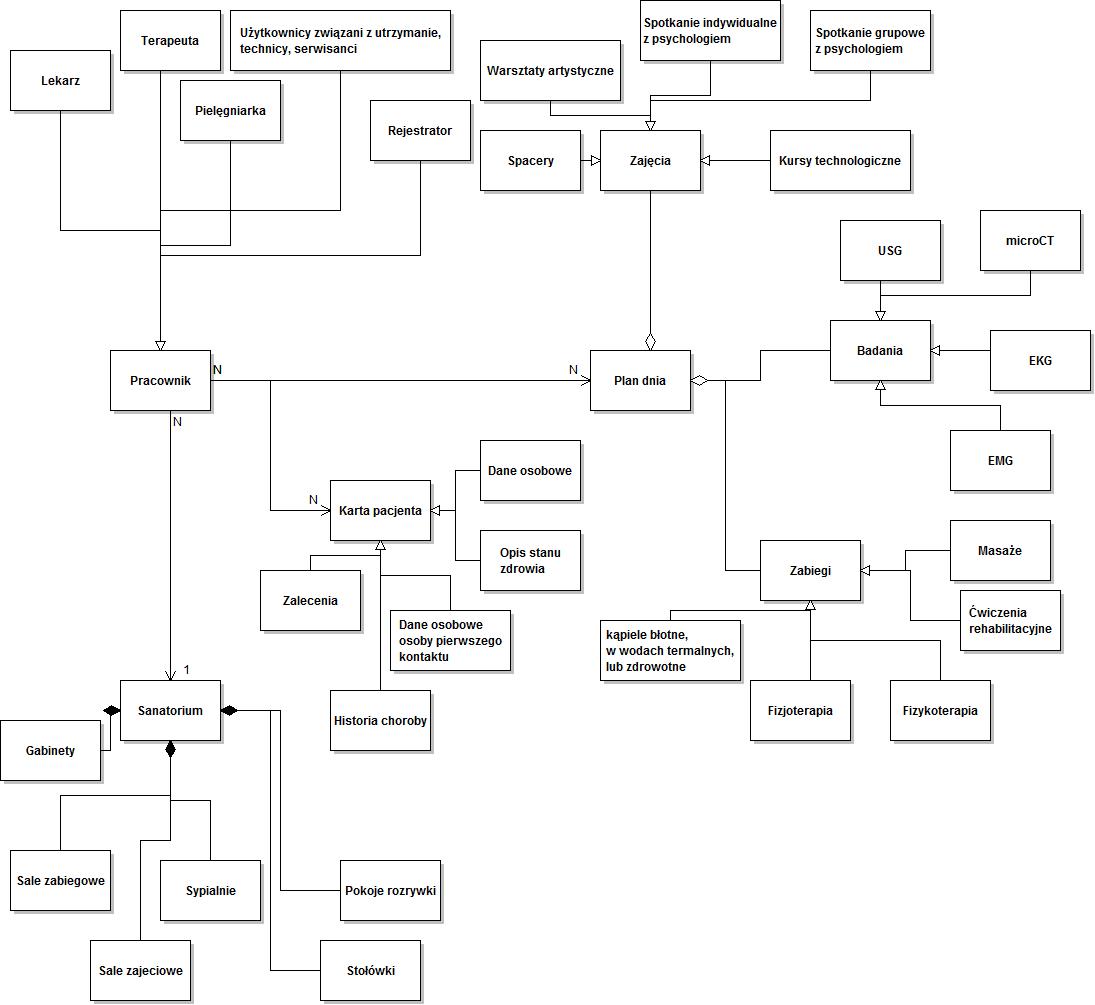 Terapeuta
Użytkownicy związani z utrzymanie,
technicy, serwisanci
Spotkanie indywidualne
z psychologiem
Spotkanie grupowe
z psychologiem
Lekarz
Warsztaty artystyczne
Pielęgniarka
Rejestrator
Spacery
Zajęcia
Kursy technologiczne
USG
microCT
Badania
EKG
Pracownik
N
N
Plan dnia
N
EMG
Dane osobowe
N
Karta pacjenta
Opis stanu
zdrowia
Masaże
Zabiegi
Zalecenia
Dane osobowe
osoby pierwszego
kontaktu
Ćwiczenia
rehabilitacyjne
kąpiele błotne,
w wodach termalnych,
lub zdrowotne
1
Sanatorium
Historia choroby
Fizjoterapia
Fizykoterapia
Gabinety
Sale zabiegowe
Sypialnie
Pokoje rozrywki
Sale zajeciowe
Stołówki